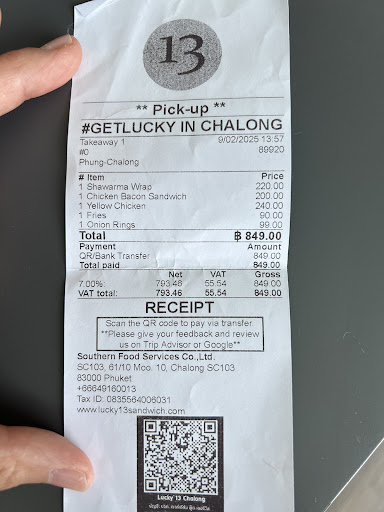 13
** Pick-up **
#GETLUCKY IN CHALONG
Takeaway 1 9/02/2025 13:57
#0 89920
Phung-Chalong
# Item Price
1 Shawarma Wrap 220.00
1 Chicken Bacon Sandwich 200.00
1 Yellow Chicken 240.00
1 Fries 90.00
1 Onion Rings 99.00
Total ฿ 849.00
Payment Amount
QR/Bank Transfer 849.00
Total paid 849.00
Net VAT Gross
7.00%: 793.46 55.54 849.00
VAT total: 793.46 55.54 849.00
RECEIPT
Scan the QR code to pay via transfer
**Please give your feedback and review
us on Trip Advisor or Google**
Southern Food Services Co.,Ltd.
SC103, 61/10 Moo. 10, Chalong SC103
83000 Phuket
+66649160013
Tax ID: 0835564006031
www.lucky13sandwich.com
Lucky 13 Chalong